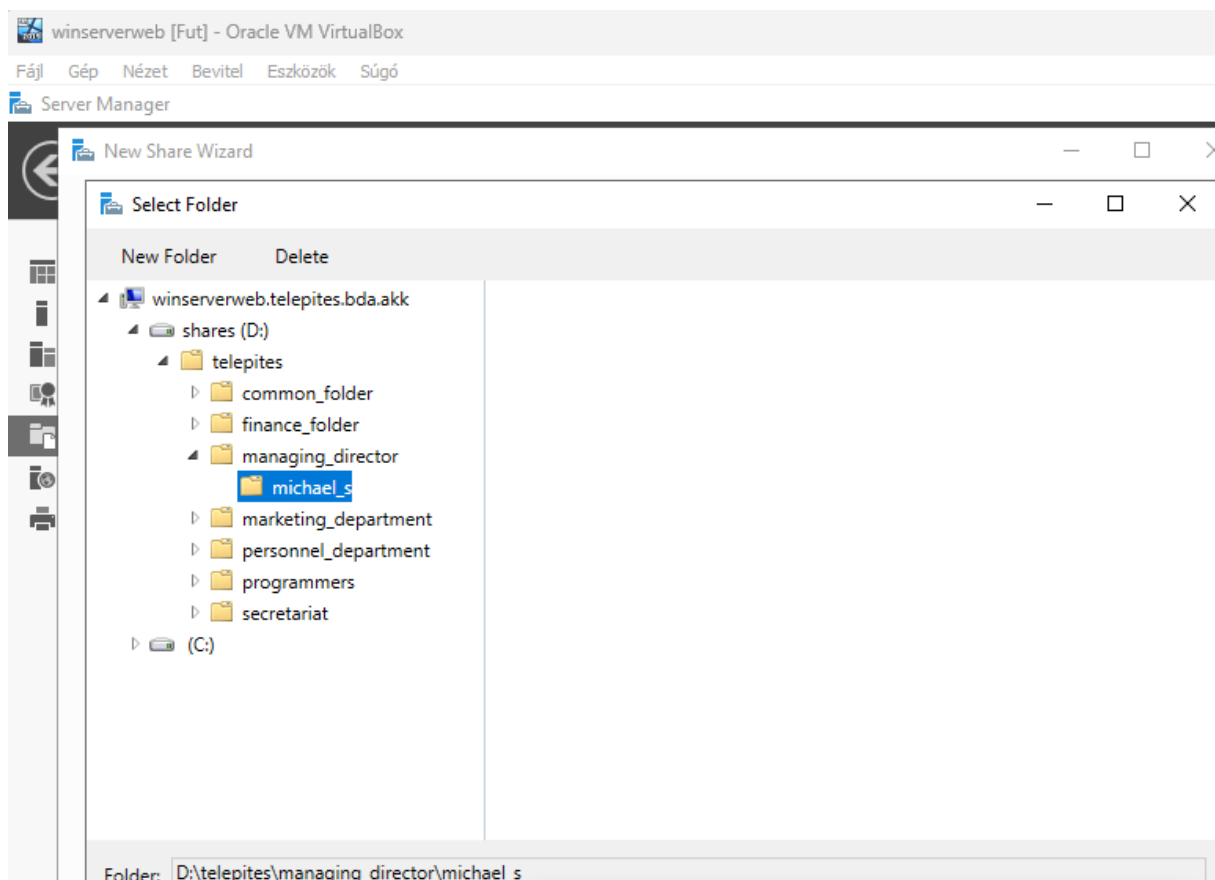 winserverweb [Fut] - Oracle VM VirtualBox
Fájl Gép Nézet Bevitel Eszközök Súgó
Server Manager
New Share Wizard
Select Folder
New Folder Delete
winserverweb.telepites.bda.akk
shares (D:)
telepites
common_folder
finance_folder
managing_director
michael_s
marketing_department
personnel_department
programmers
secretariat
(C:)
Folder: D:\telepites\managing_director\michael_s